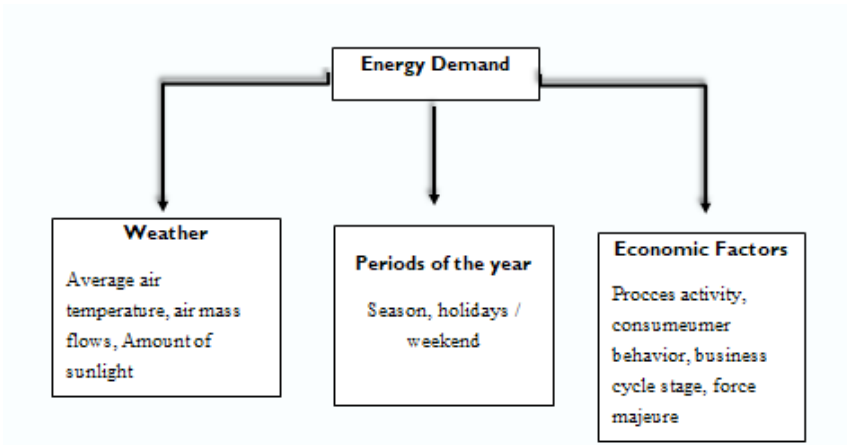 Energy Demand
Weather
Average air
temperature, air mass
flows, Amount of
sunlight
Periods of the year
Season, holidays /
weekend
Economic Factors
Procces activity,
consumeumer
behavior, business
cycle stage, force
majeure